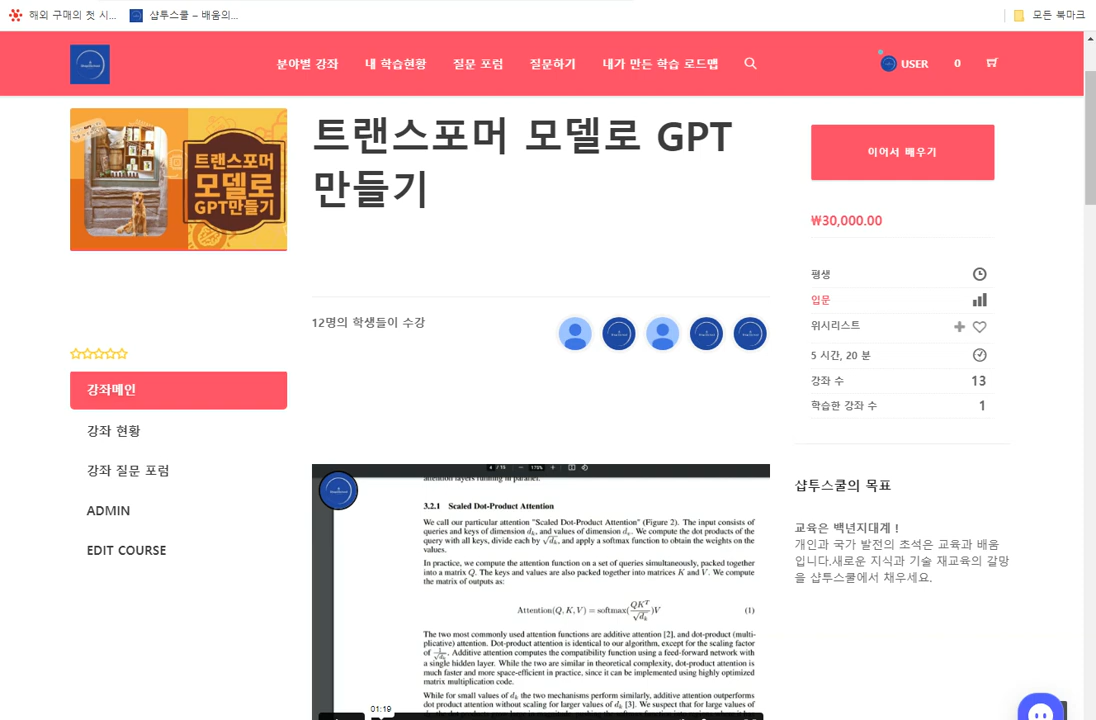 해외 구매의 첫 시...
샵투스쿨 – 배움의...
모든 북마크
분야별 강좌
내 학습현황
질문 포럼
질문하기
내가 만든 학습 로드맵
USER
0
트랜스포머
모델로
GPT만들기
트랜스포머 모델로 GPT
만들기
이어서 배우기
₩30,000.00
12명의 학생들이 수강
평생
입문
위시리스트
5 시간, 20 분
강좌 수 13
학습한 강좌 수 1
강좌메인
강좌 현황
강좌 질문 포럼
ADMIN
EDIT COURSE
샵투스쿨의 목표
교육은 백년지대계 !
개인과 국가 발전의 초석은 교육과 배움
입니다.새로운 지식과 기술 재교육의 갈망
을 샵투스쿨에서 채우세요.
4 / 15 − 170% +
attention layers running in parallel.
3.2.1 Scaled Dot-Product Attention
We call our particular attention "Scaled Dot-Product Attention" (Figure 2). The input consists of
queries and keys of dimension dk, and values of dimension dv. We compute the dot products of the
query with all keys, divide each by √dk, and apply a softmax function to obtain the weights on the
values.
In practice, we compute the attention function on a set of queries simultaneously, packed together
into a matrix Q. The keys and values are also packed together into matrices K and V. We compute
the matrix of outputs as:
Attention(Q, K, V) = softmax(QK^T / √dk)V (1)
The two most commonly used attention functions are additive attention [2], and dot-product (multi-
plicative) attention. Dot-product attention is identical to our algorithm, except for the scaling factor
of 1/√dk. Additive attention computes the compatibility function using a feed-forward network with
a single hidden layer. While the two are similar in theoretical complexity, dot-product attention is
much faster and more space-efficient in practice, since it can be implemented using highly optimized
matrix multiplication code.
While for small values of dk the two mechanisms perform similarly, additive attention outperforms
dot product attention without scaling for larger values of dk [3]. We suspect that for large values of
01:19